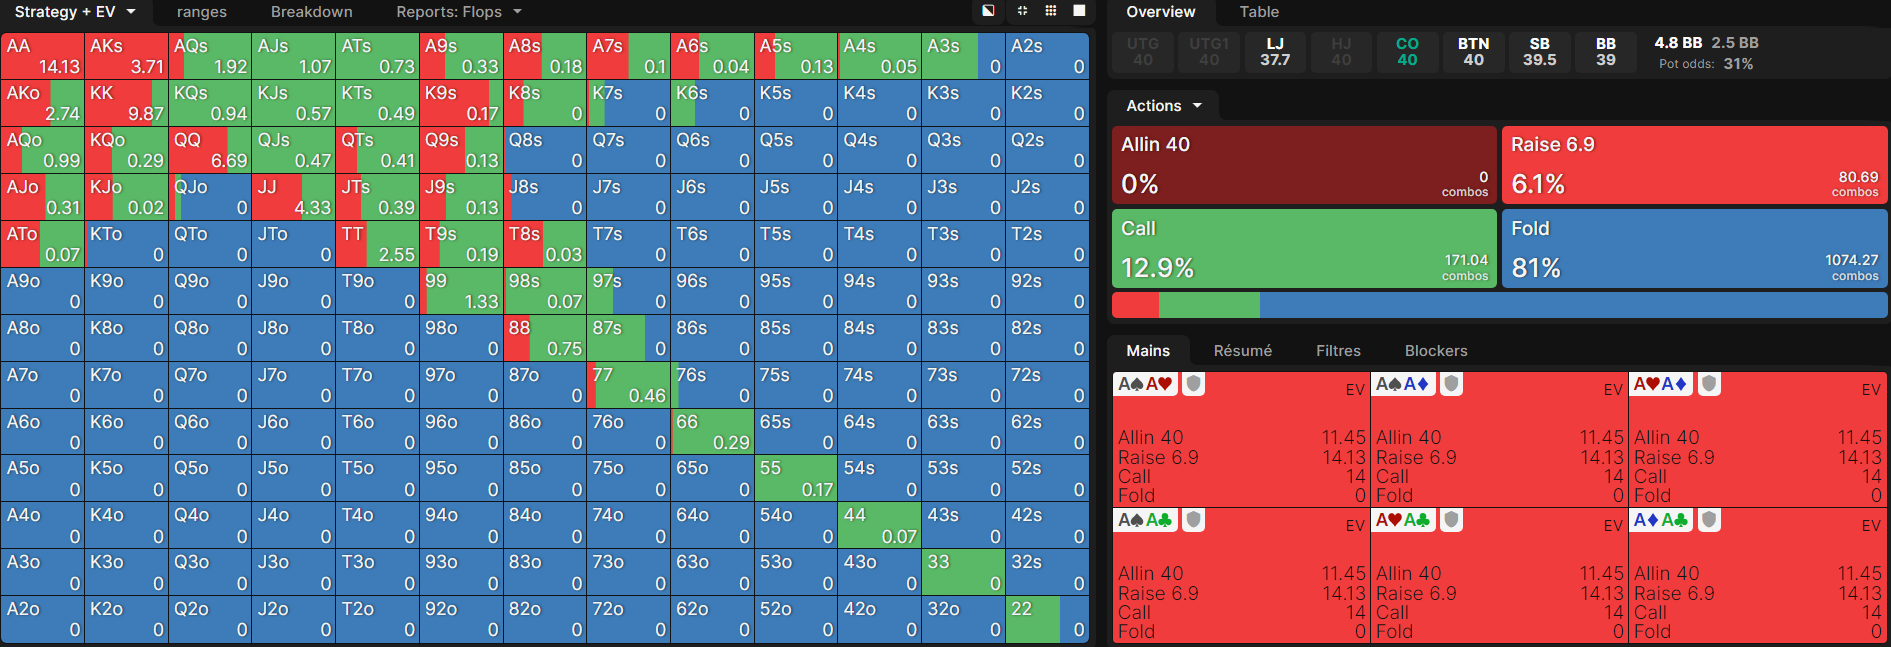 Strategy + EV ranges Breakdown Reports: Flops
AA AKs AQs AJs ATs A9s A8s A7s A6s A5s A4s A3s A2s
14.13 3.71 1.92 1.07 0.73 0.33 0.18 0.1 0.04 0.13 0.05 0 0
AKo KK KQs KJs KTs K9s K8s K7s K6s K5s K4s K3s K2s
2.74 9.87 0.94 0.57 0.49 0.17 0 0 0 0 0 0 0
AQo KQo QQ QJs QTs Q9s Q8s Q7s Q6s Q5s Q4s Q3s Q2s
0.99 0.29 6.69 0.47 0.41 0.13 0 0 0 0 0 0 0
AJo KJo QJo JJ JTs J9s J8s J7s J6s J5s J4s J3s J2s
0.31 0.02 0 4.33 0.39 0.13 0 0 0 0 0 0 0
ATo KTo QTo JTo TT T9s T8s T7s T6s T5s T4s T3s T2s
0.07 0 0 0 2.55 0.19 0.03 0 0 0 0 0 0
A9o K9o Q9o J9o T9o 99 98s 97s 96s 95s 94s 93s 92s
0 0 0 0 0 1.33 0.07 0 0 0 0 0 0
A8o K8o Q8o J8o T8o 98o 88 87s 86s 85s 84s 83s 82s
0 0 0 0 0 0 0.75 0 0 0 0 0 0
A7o K7o Q7o J7o T7o 97o 87o 77 76s 75s 74s 73s 72s
0 0 0 0 0 0 0 0.46 0 0 0 0 0
A6o K6o Q6o J6o T6o 96o 86o 76o 66 65s 64s 63s 62s
0 0 0 0 0 0 0 0 0.29 0 0 0 0
A5o K5o Q5o J5o T5o 95o 85o 75o 65o 55 54s 53s 52s
0 0 0 0 0 0 0 0 0 0.17 0 0 0
A4o K4o Q4o J4o T4o 94o 84o 74o 64o 54o 44 43s 42s
0 0 0 0 0 0 0 0 0 0 0.07 0 0
A3o K3o Q3o J3o T3o 93o 83o 73o 63o 53o 43o 33 32s
0 0 0 0 0 0 0 0 0 0 0 0 0
A2o K2o Q2o J2o T2o 92o 82o 72o 62o 52o 42o 32o 22
0 0 0 0 0 0 0 0 0 0 0 0 0
Overview Table
UTG UTG1 LJ HJ CO BTN SB BB 4.8 BB 2.5 BB
40 40 37.7 40 40 40 39.5 39 Pot odds: 31%
Actions
Allin 40 Raise 6.9
0% 0 combos 6.1% 80.69 combos
Call Fold
12.9% 171.04 combos 81% 1074.27 combos
Mains Résumé Filtres Blockers
A♠A♥ EV A♠A♦ EV A♥A♦ EV
Allin 40 11.45 Allin 40 11.45 Allin 40 11.45
Raise 6.9 14.13 Raise 6.9 14.13 Raise 6.9 14.13
Call 14 Call 14 Call 14
Fold 0 Fold 0 Fold 0
A♠A♣ EV A♥A♣ EV A♦A♣ EV
Allin 40 11.45 Allin 40 11.45 Allin 40 11.45
Raise 6.9 14.13 Raise 6.9 14.13 Raise 6.9 14.13
Call 14 Call 14 Call 14
Fold 0 Fold 0 Fold 0